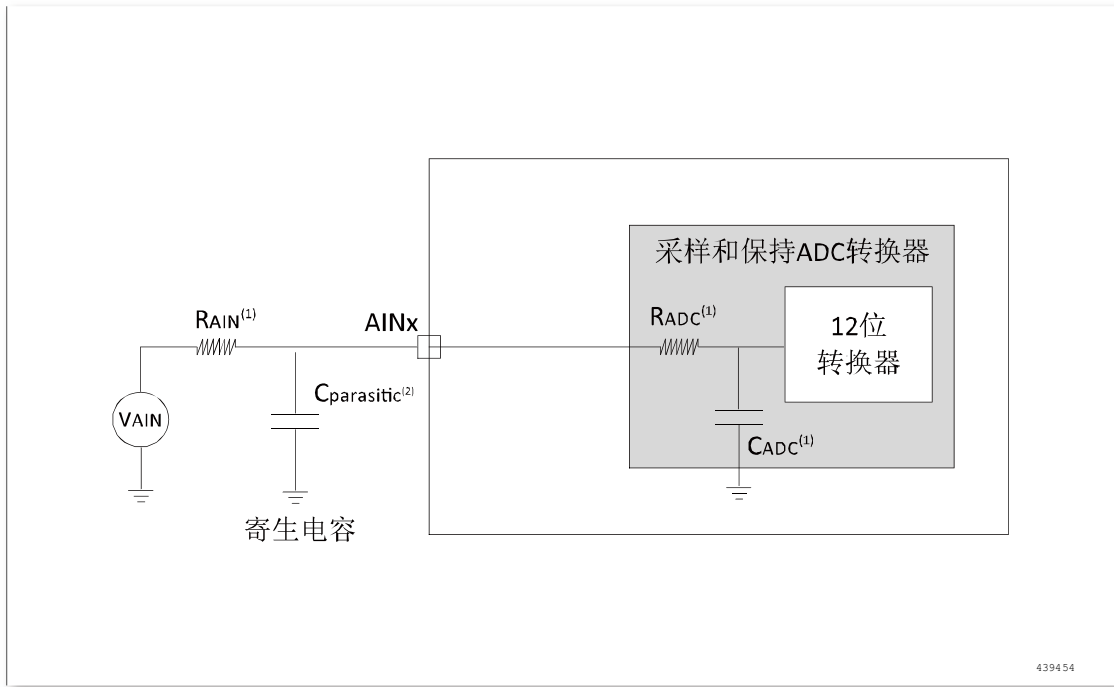 采样和保持ADC转换器
RAIN(1)
AINx
RADC(1)
12位
转换器
Cparasitic(2)
VAIN
CADC(1)
寄生电容
439454